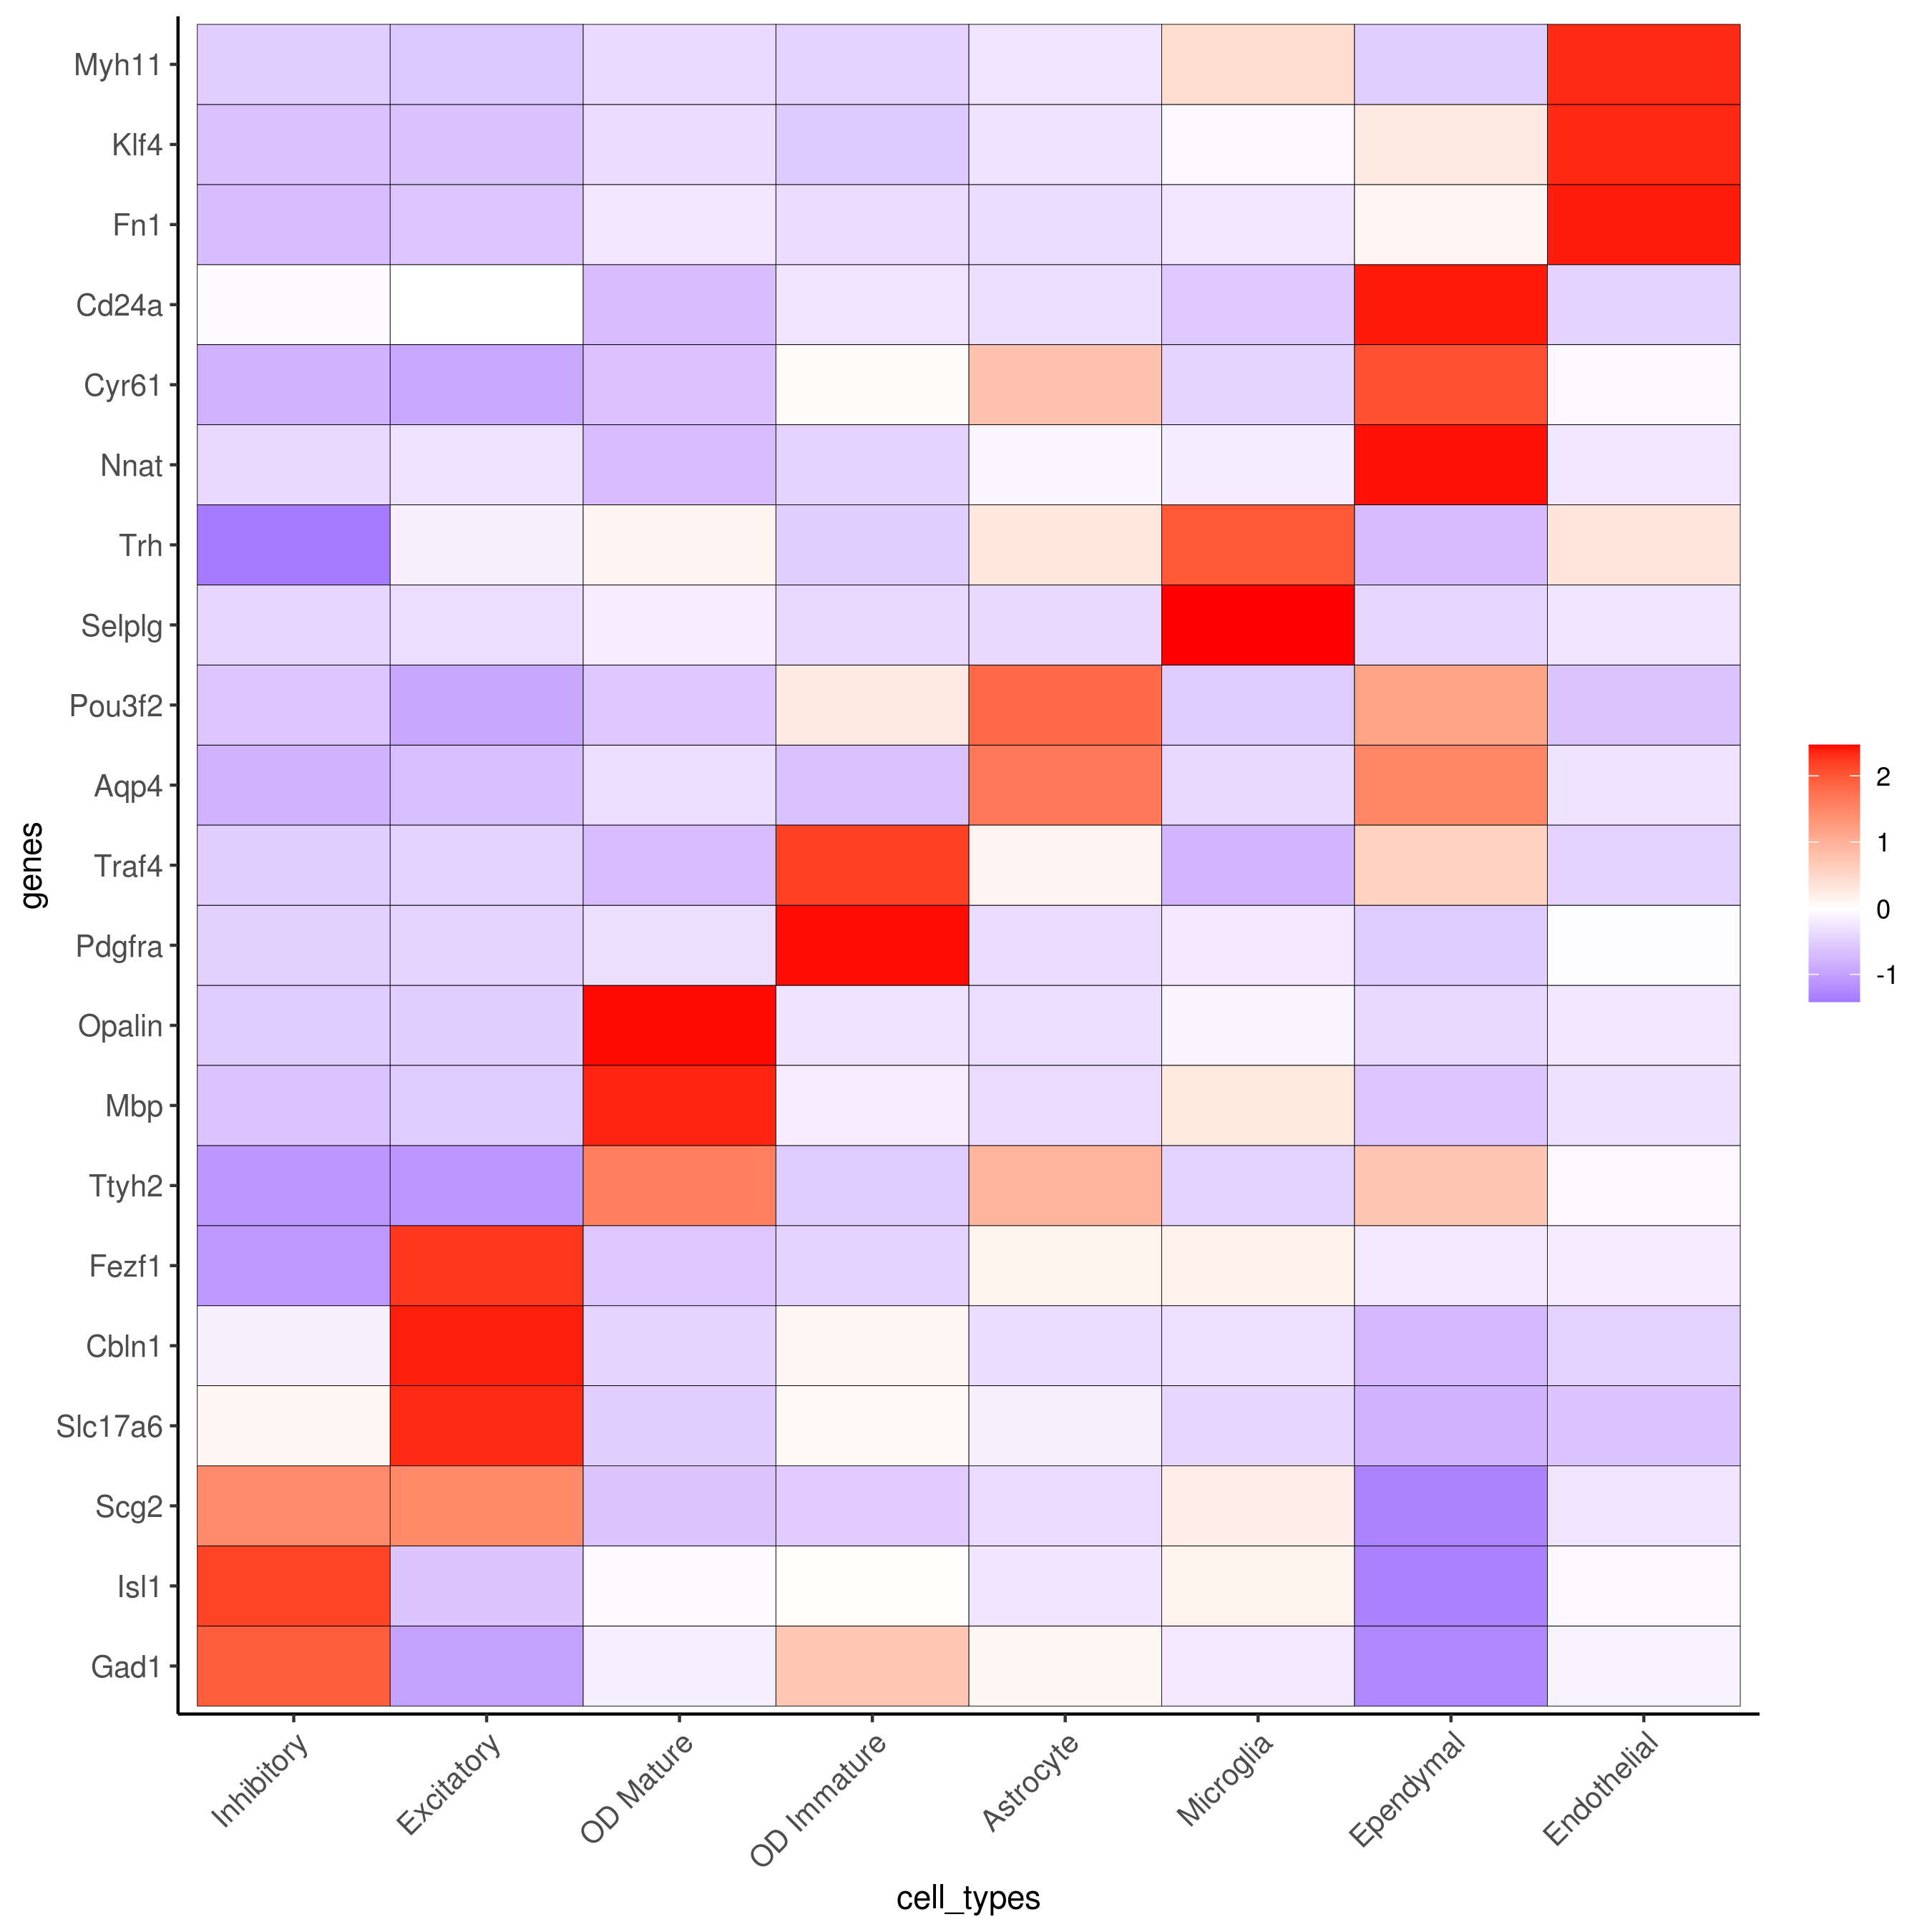 Myh11
Klf4
Fn1
Cd24a
Cyr61
Nnat
Trh
Selplg
Pou3f2
Aqp4
Traf4
Pdgfra
Opalin
Mbp
Ttyh2
Fezf1
Cbln1
Slc17a6
Scg2
Isl1
Gad1
genes
Inhibitory
Excitatory
OD Mature
OD Immature
Astrocyte
Microglia
Ependymal
Endothelial
cell_types
2
1
0
-1